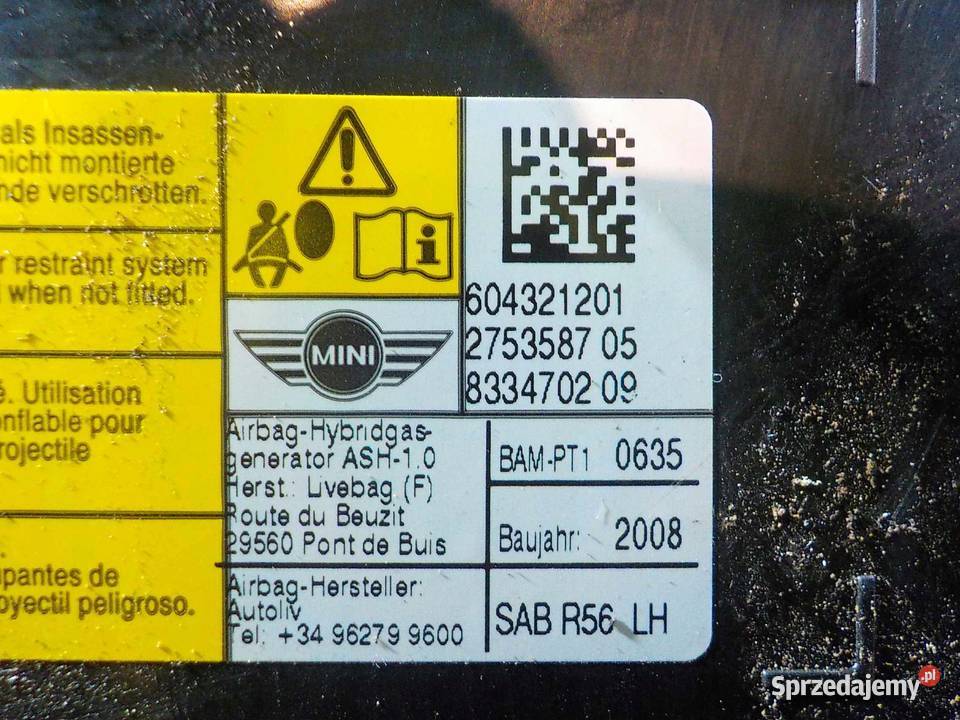 als Insassen-
nicht montierte
nde verschrotten.
r restraint system
when not fitted.
é. Utilisation
onflable pour
rojectile
upantes de
oyectil peligroso.
MINI
604321201
2753587 05
8334702 09
Airbag-Hybridgas-
generator ASH-1.0
Herst.: Livebag (F)
Route du Beuzit
29560 Pont de Buis
BAM-PT1 0635
Baujahr: 2008
Airbag-Hersteller:
Autoliv
Tel: +34 96279 9600
SAB R56 LH
Sprzedajemy.pl